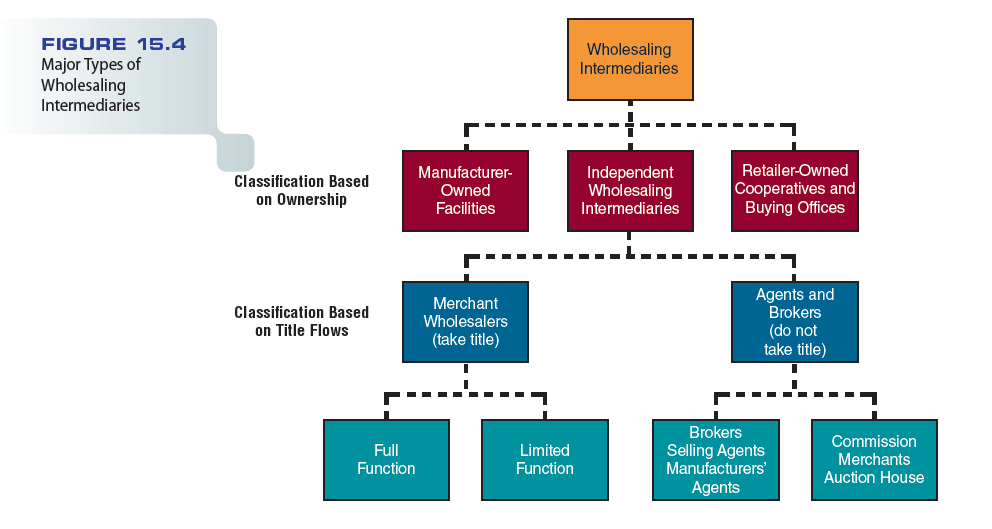 FIGURE 15.4
Major Types of
Wholesaling
Intermediaries
Wholesaling
Intermediaries
Classification Based
on Ownership
Manufacturer-
Owned
Facilities
Independent
Wholesaling
Intermediaries
Retailer-Owned
Cooperatives and
Buying Offices
Classification Based
on Title Flows
Merchant
Wholesalers
(take title)
Agents and
Brokers
(do not
take title)
Full
Function
Limited
Function
Brokers
Selling Agents
Manufacturers’
Agents
Commission
Merchants
Auction House